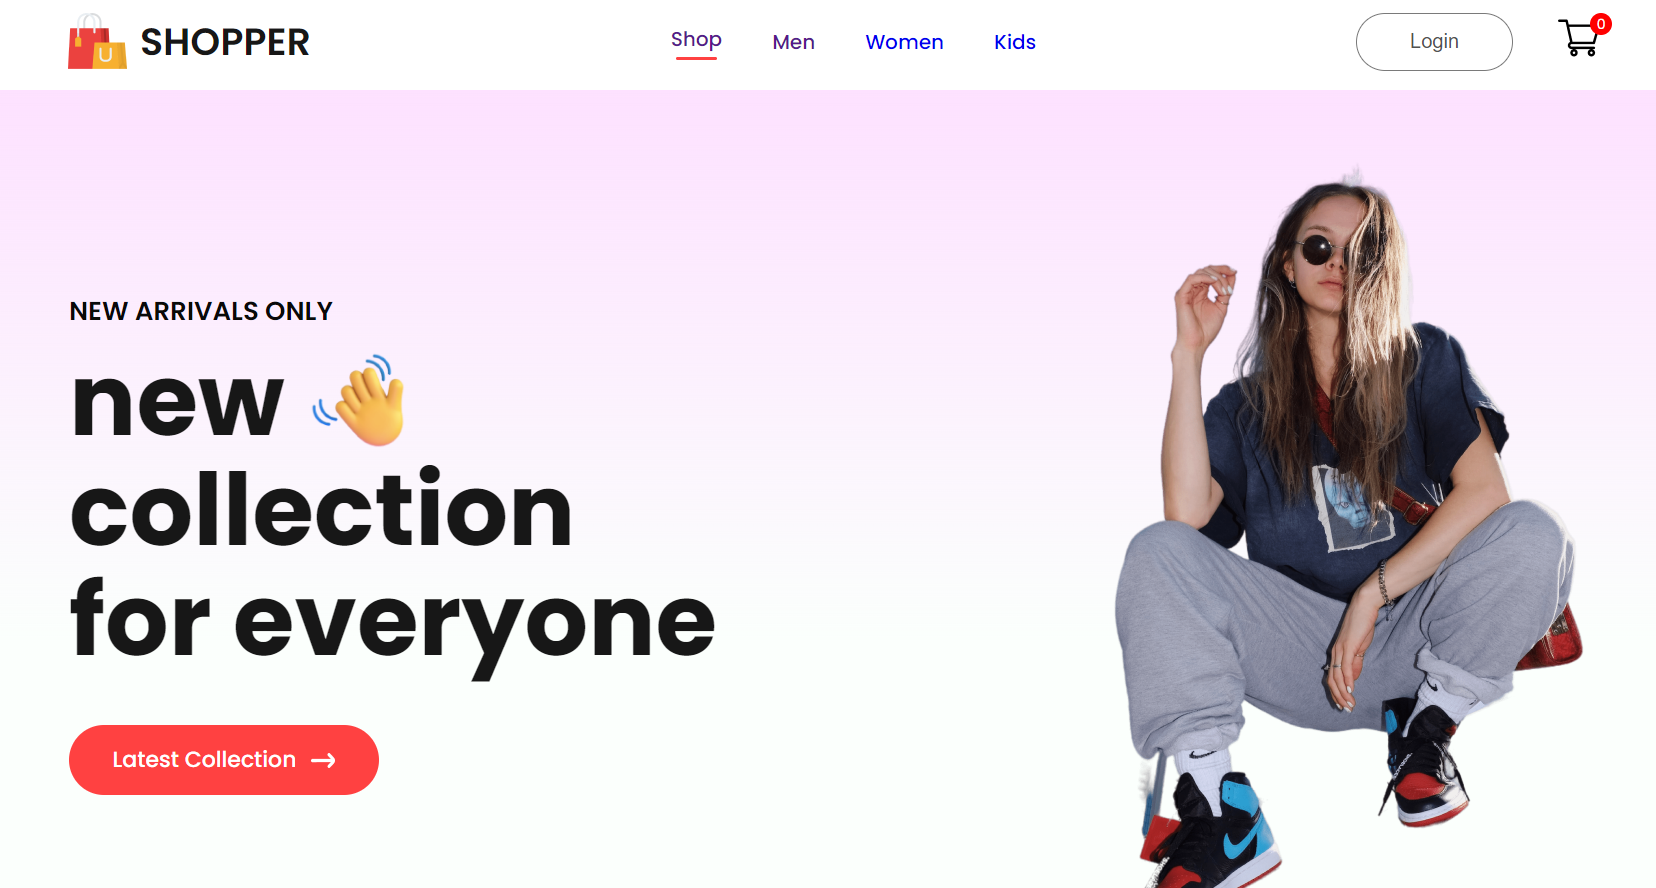 SHOPPER
Shop Men Women Kids
Login
0
NEW ARRIVALS ONLY
new
collection
for everyone
Latest Collection